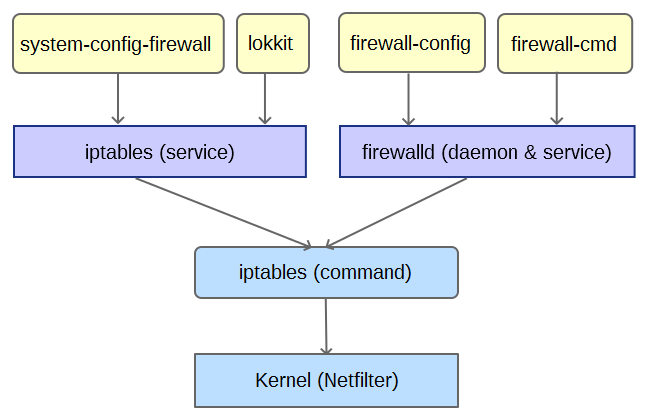 system-config-firewall
lokkit
firewall-config
firewall-cmd
iptables (service)
firewalld (daemon & service)
iptables (command)
Kernel (Netfilter)